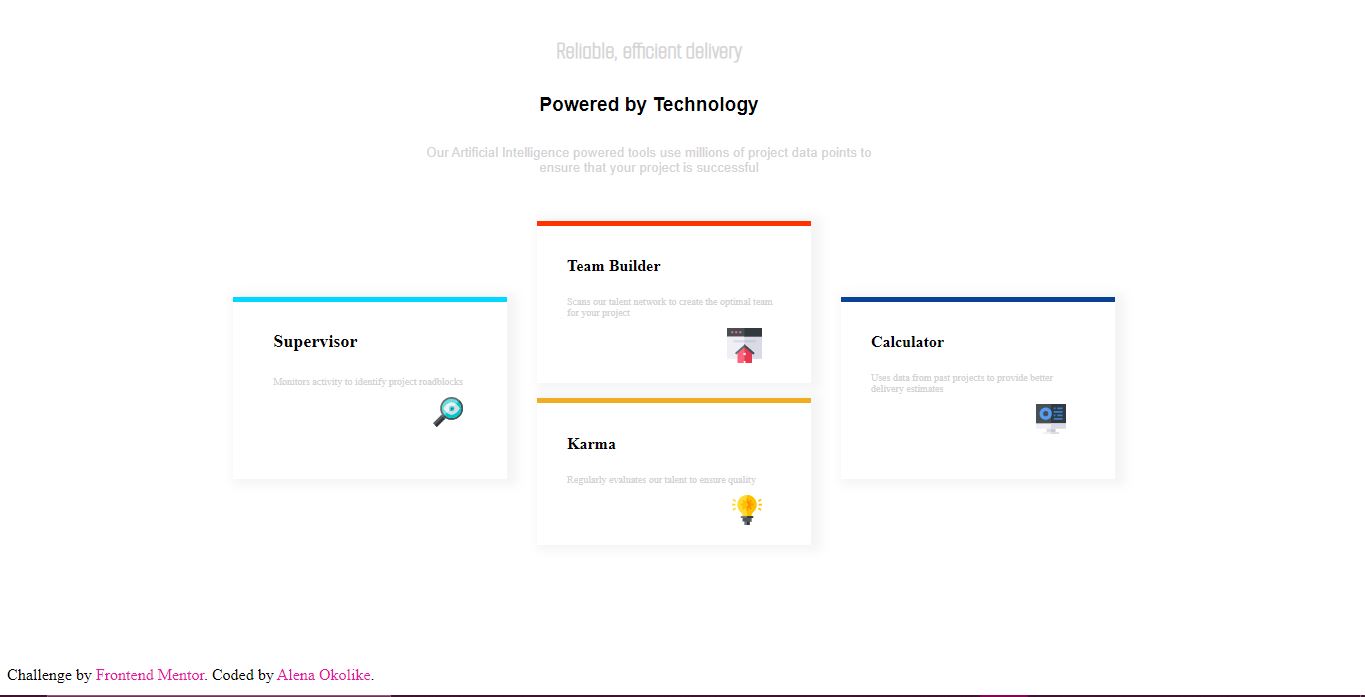 Reliable, efficient delivery
Powered by Technology
Our Artificial Intelligence powered tools use millions of project data points to
ensure that your project is successful
Supervisor
Monitors activity to identify project roadblocks
Team Builder
Scans our talent network to create the optimal team
for your project
Karma
Regularly evaluates our talent to ensure quality
Calculator
Uses data from past projects to provide better
delivery estimates
Challenge by Frontend Mentor. Coded by Alena Okolike.